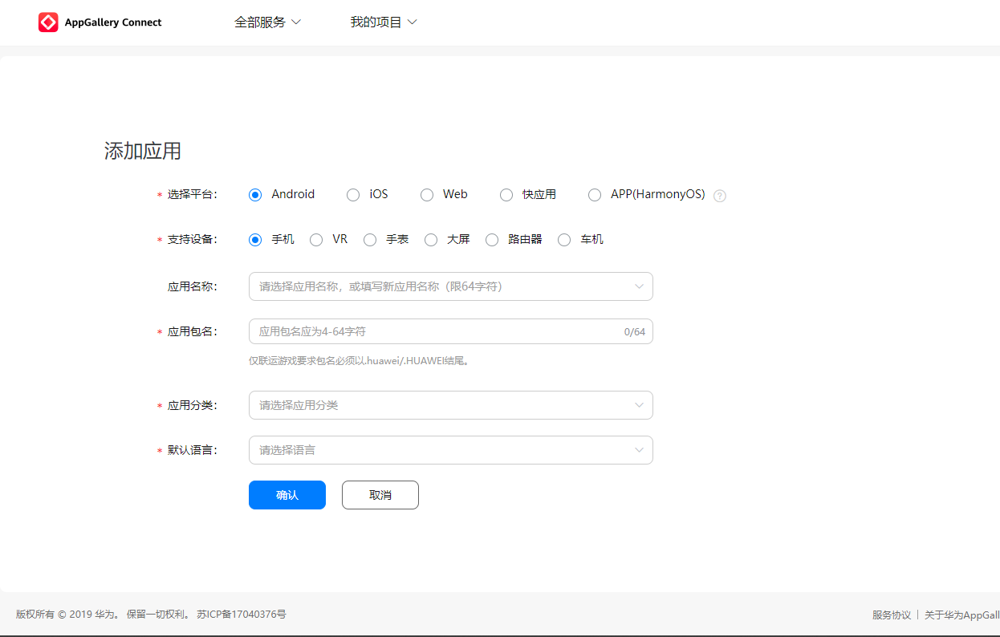 AppGallery Connect 全部服务 我的项目
添加应用
* 选择平台： Android iOS Web 快应用 APP(HarmonyOS) ?
* 支持设备： 手机 VR 手表 大屏 路由器 车机
应用名称： 请选择应用名称，或填写新应用名称（限64字符）
* 应用包名： 应用包名应为4-64字符 0/64
仅联运游戏要求包名必须以.huawei/.HUAWEI结尾。
* 应用分类： 请选择应用分类
* 默认语言： 请选择语言
确认 取消
版权所有 © 2019 华为。 保留一切权利。 苏ICP备17040376号 服务协议 | 关于华为AppGall